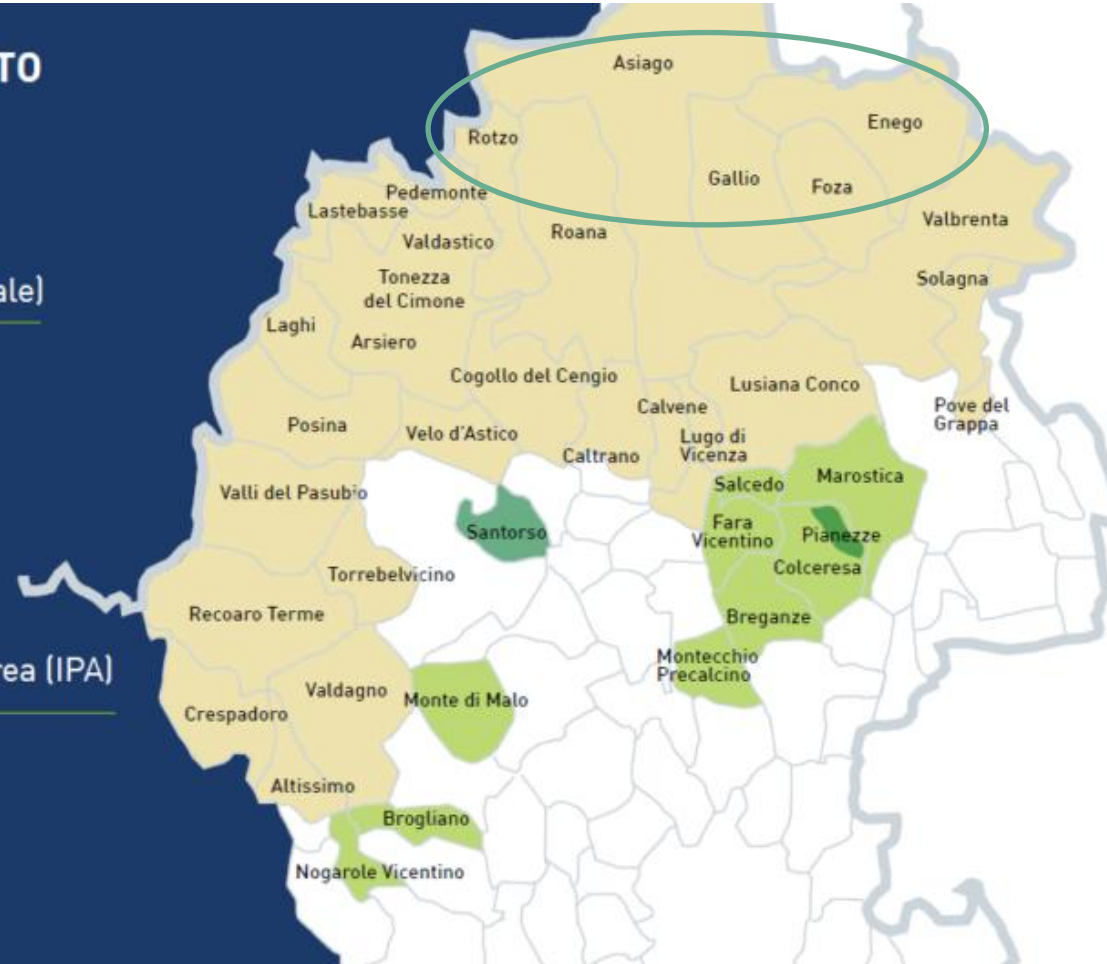 TO
Asiago
Enego
Rotzo
Gallio
Foza
Pedemonte
Lastebasse
Valbrenta
Roana
Valdastico
Tonezza
del Cimone
Solagna
ale)
Laghi
Arsiero
Cogollo del Cengio
Lusiana Conco
Calvene
Pove del
Grappa
Posina
Velo d'Astico
Lugo di
Vicenza
Caltrano
Marostica
Salcedo
Valli del Pasubio
Fara
Vicentino
Santorso
Pianezze
Colceresa
Torrebelvicino
Recoaro Terme
Breganze
Montecchio
Precalcino
rea (IPA)
Valdagno
Monte di Malo
Crespadoro
Altissimo
Brogliano
Nogarole Vicentino